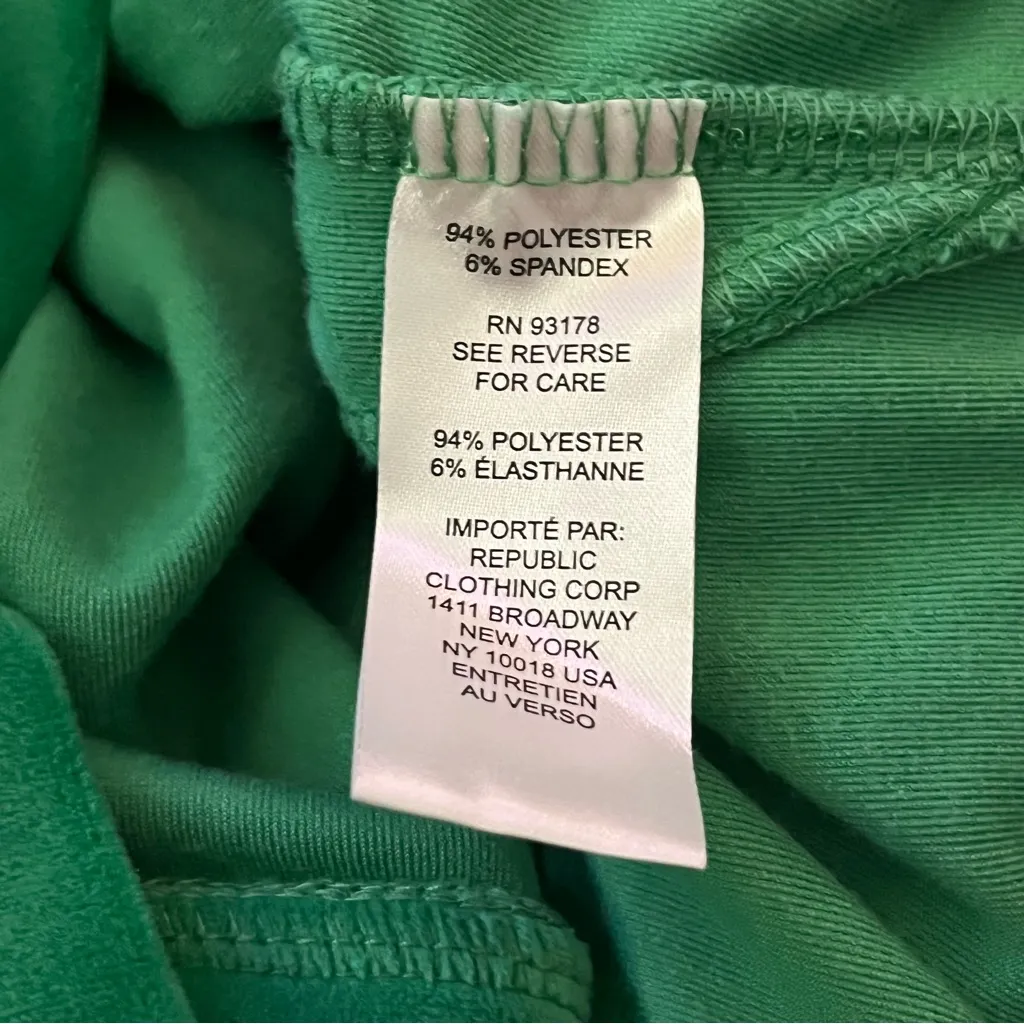 94% POLYESTER
6% SPANDEX
RN 93178
SEE REVERSE
FOR CARE
94% POLYESTER
6% ÉLASTHANNE
IMPORTÉ PAR:
REPUBLIC
CLOTHING CORP
1411 BROADWAY
NEW YORK
NY 10018 USA
ENTRETIEN
AU VERSO